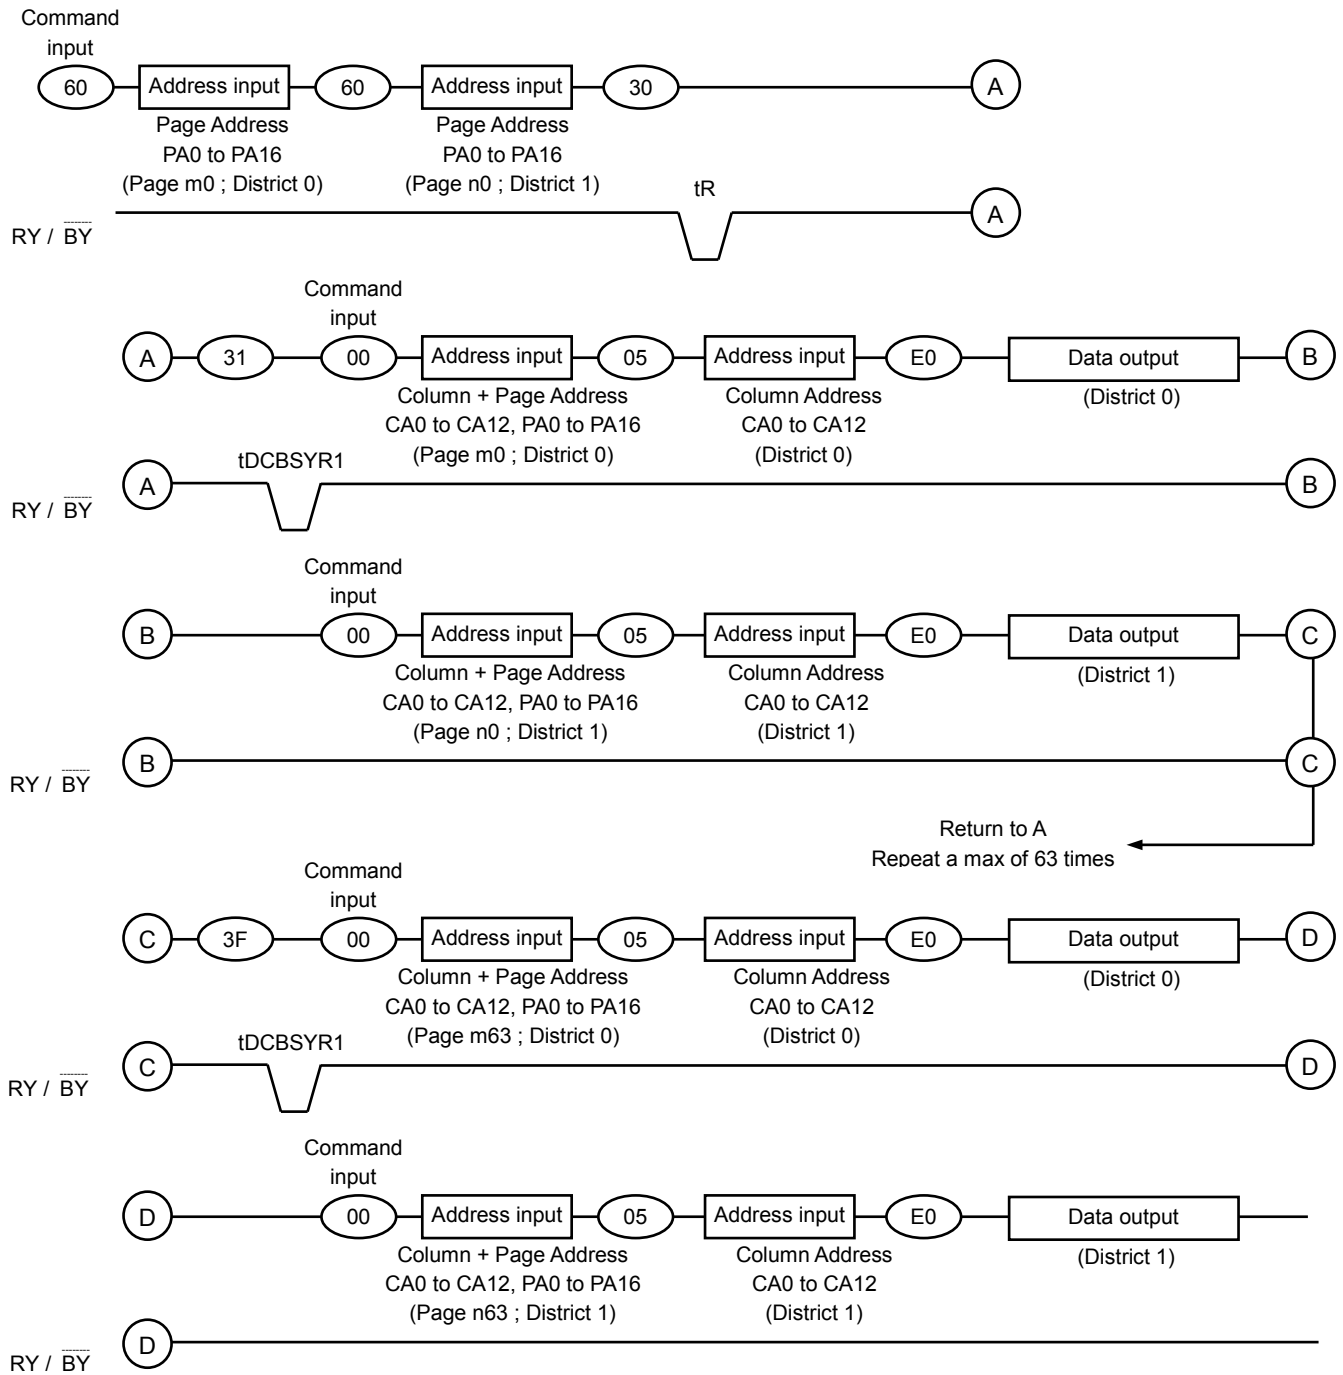 Command
input
60 Address input 60 Address input 30 A
Page Address
PA0 to PA16
(Page m0 ; District 0)
Page Address
PA0 to PA16
(Page n0 ; District 1)
tR
RY / BY A
Command
input
A 31 00 Address input 05 Address input E0 Data output B
Column + Page Address
CA0 to CA12, PA0 to PA16
(Page m0 ; District 0)
Column Address
CA0 to CA12
(District 0)
(District 0)
tDCBSYR1
RY / BY A B
Command
input
B 00 Address input 05 Address input E0 Data output C
Column + Page Address
CA0 to CA12, PA0 to PA16
(Page n0 ; District 1)
Column Address
CA0 to CA12
(District 1)
(District 1)
RY / BY B C
Return to A
Repeat a max of 63 times
Command
input
C 3F 00 Address input 05 Address input E0 Data output D
Column + Page Address
CA0 to CA12, PA0 to PA16
(Page m63 ; District 0)
Column Address
CA0 to CA12
(District 0)
(District 0)
tDCBSYR1
RY / BY C D
Command
input
D 00 Address input 05 Address input E0 Data output
Column + Page Address
CA0 to CA12, PA0 to PA16
(Page n63 ; District 1)
Column Address
CA0 to CA12
(District 1)
(District 1)
RY / BY D